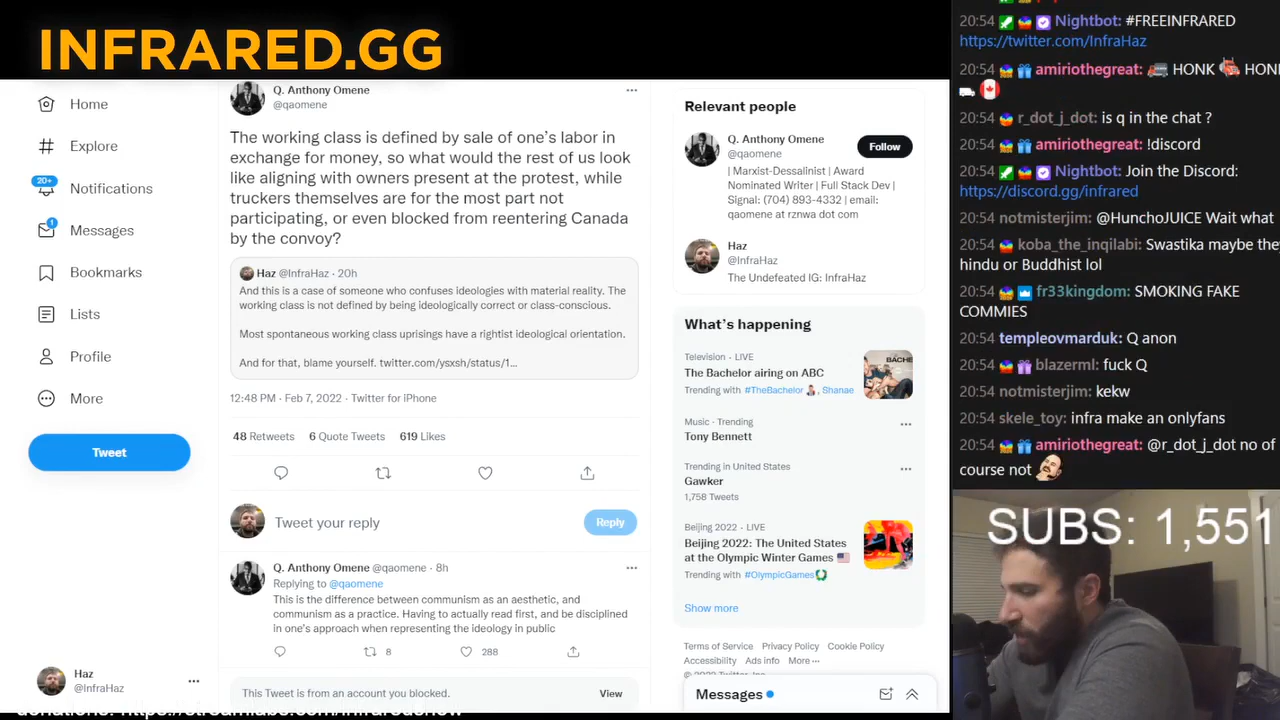 INFRARED.GG
Home
Explore
20+
Notifications
1
Messages
Bookmarks
Lists
Profile
More
Tweet
Haz
@InfraHaz
Q. Anthony Omene
@qaomene
The working class is defined by sale of one's labor in
exchange for money, so what would the rest of us look
like aligning with owners present at the protest, while
truckers themselves are for the most part not
participating, or even blocked from reentering Canada
by the convoy?
Haz @InfraHaz · 20h
And this is a case of someone who confuses ideologies with material reality. The
working class is not defined by being ideologically correct or class-conscious.
Most spontaneous working class uprisings have a rightist ideological orientation.
And for that, blame yourself. twitter.com/ysxsh/status/1...
12:48 PM · Feb 7, 2022 · Twitter for iPhone
48 Retweets 6 Quote Tweets 619 Likes
Tweet your reply
Reply
Q. Anthony Omene @qaomene · 8h
Replying to @qaomene
This is the difference between communism as an aesthetic, and
communism as a practice. Having to actually read first, and be disciplined
in one's approach when representing the ideology in public
8 288
This Tweet is from an account you blocked.
View
Relevant people
Q. Anthony Omene
@qaomene
Follow
| Marxist-Dessalinist | Award
Nominated Writer | Full Stack Dev |
Signal: (704) 893-4332 | email:
qaomene at rznwa dot com
Haz
@InfraHaz
The Undefeated IG: InfraHaz
What's happening
Television · LIVE
The Bachelor airing on ABC
Trending with #TheBachelor, Shanae
Music · Trending
Tony Bennett
Trending in United States
Gawker
1,758 Tweets
Beijing 2022 · LIVE
Beijing 2022: The United States
at the Olympic Winter Games
Trending with #OlympicGames
Show more
Terms of Service Privacy Policy Cookie Policy
Accessibility Ads info More ···
Messages
20:54 Nightbot: #FREEINFRARED
https://twitter.com/InfraHaz
20:54 amiriothegreat: HONK HON
20:54 r_dot_j_dot: is q in the chat ?
20:54 amiriothegreat: !discord
20:54 Nightbot: Join the Discord:
https://discord.gg/infrared
20:54 notmisterjim: @HunchoJUICE Wait what
20:54 koba_the_inqilabi: Swastika maybe the
hindu or Buddhist lol
20:54 fr33kingdom: SMOKING FAKE
COMMIES
20:54 templeovmarduk: Q anon
20:54 blazerml: fuck Q
20:54 notmisterjim: kekw
20:54 skele_toy: infra make an onlyfans
20:54 amiriothegreat: @r_dot_j_dot no of
course not
SUBS: 1,551